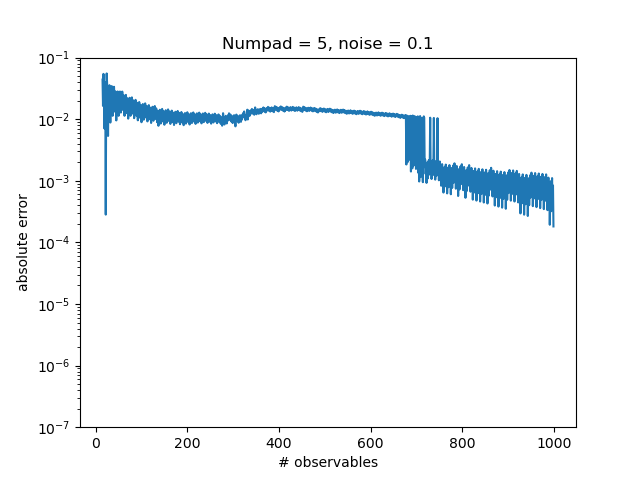 Numpad = 5, noise = 0.1
absolute error
10⁻¹
10⁻²
10⁻³
10⁻⁴
10⁻⁵
10⁻⁶
10⁻⁷
0 200 400 600 800 1000
# observables